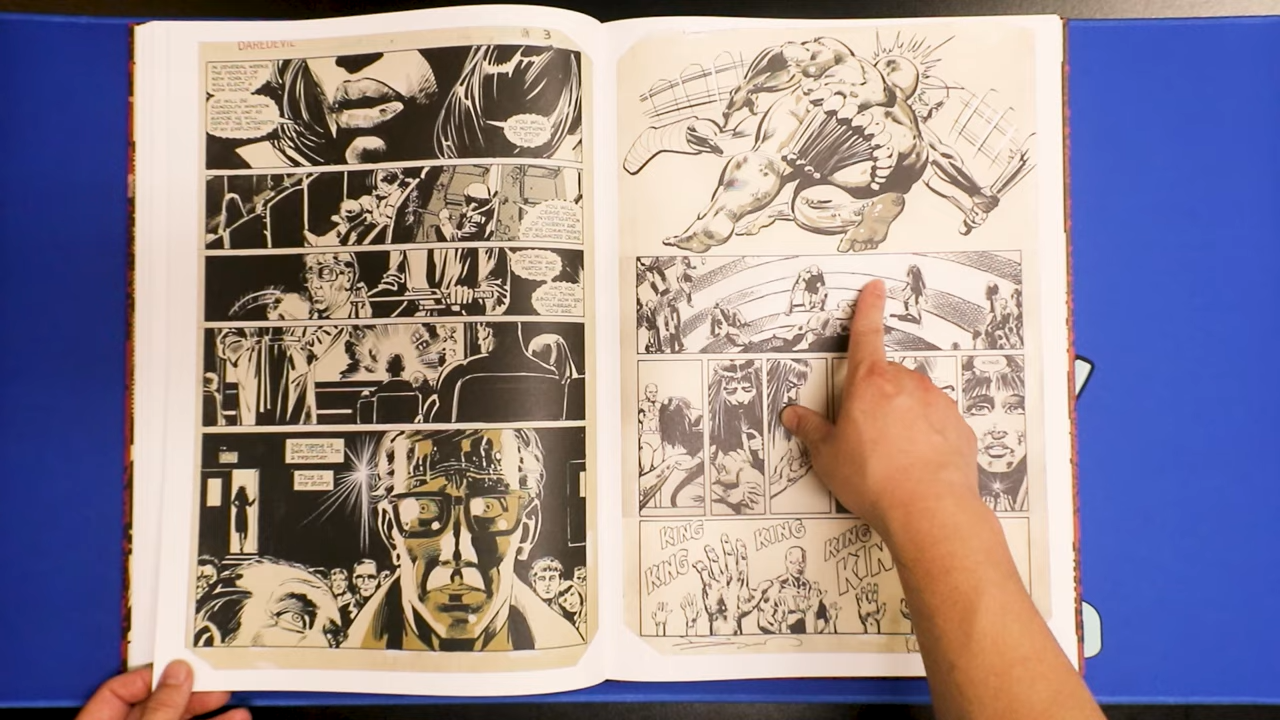 DAREDEVIL
3
IN SEVERAL WEEKS,
THE PEOPLE OF
NEW YORK CITY
WILL ELECT A
NEW MAYOR.
HE WILL BE
RANDOLPH WINSTON
CHERRYH, AND AS
MAYOR HE WILL
SERVE THE INTERESTS
OF MY EMPLOYER.
YOU WILL
DO NOTHING
TO STOP
THIS.
YOU WILL
CEASE YOUR
INVESTIGATION
OF CHERRYH AND
OF HIS COMMITMENTS
TO ORGANIZED CRIME.
YOU WILL
SIT NOW AND
WATCH THE
MOVIE.
AND YOU
WILL THINK
ABOUT HOW VERY
VULNERABLE
YOU ARE.
My name is
Ben Urich. I'm
a reporter.
This is
my story.
KING
KING
KING
KING
KIN